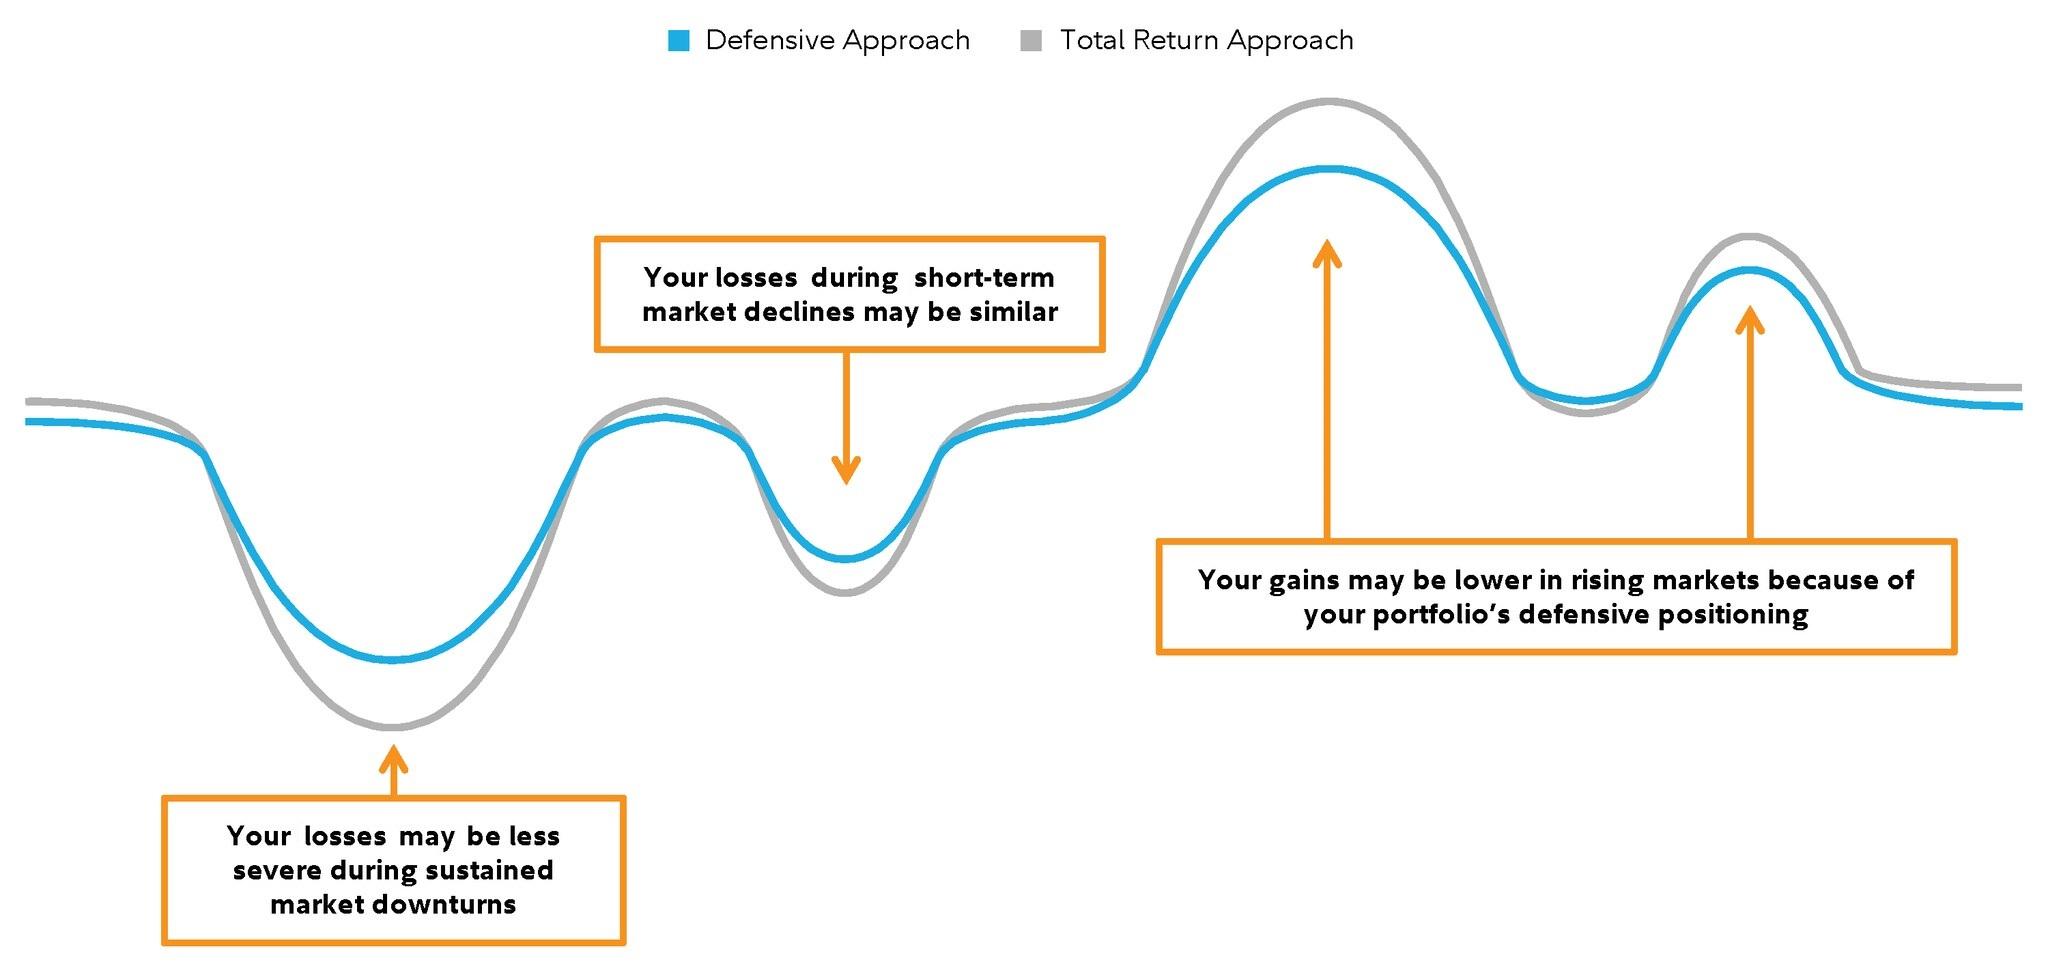 Defensive Approach
Total Return Approach
Your losses during short-term
market declines may be similar
Your gains may be lower in rising markets because of
your portfolio’s defensive positioning
Your losses may be less
severe during sustained
market downturns